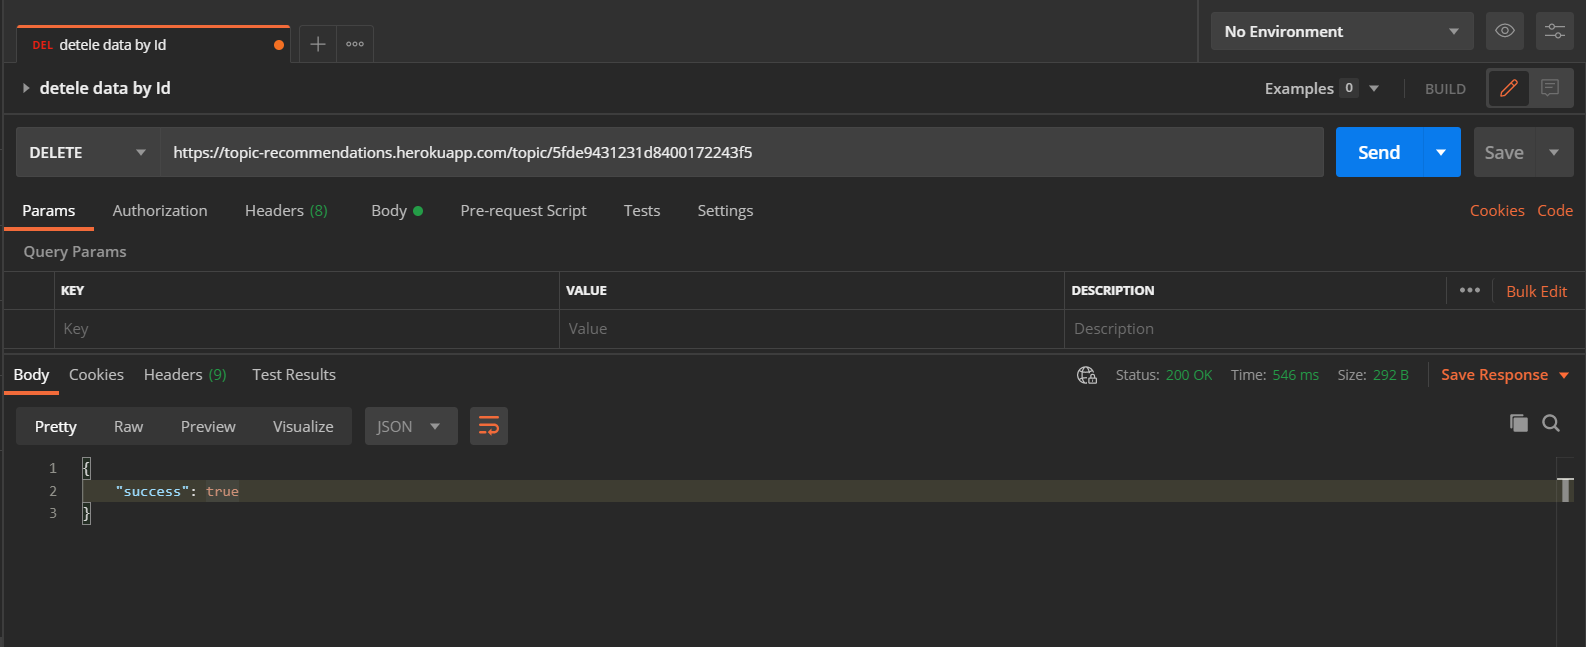 DEL detele data by Id
No Environment
detele data by Id
Examples 0
BUILD
DELETE
https://topic-recommendations.herokuapp.com/topic/5fde9431231d8400172243f5
Send
Save
Params Authorization Headers (8) Body Pre-request Script Tests Settings
Cookies Code
Query Params
KEY VALUE DESCRIPTION
Bulk Edit
Key Value Description
Body Cookies Headers (9) Test Results
Status: 200 OK Time: 546 ms Size: 292 B
Save Response
Pretty Raw Preview Visualize JSON
1 {
2 "success": true
3 }